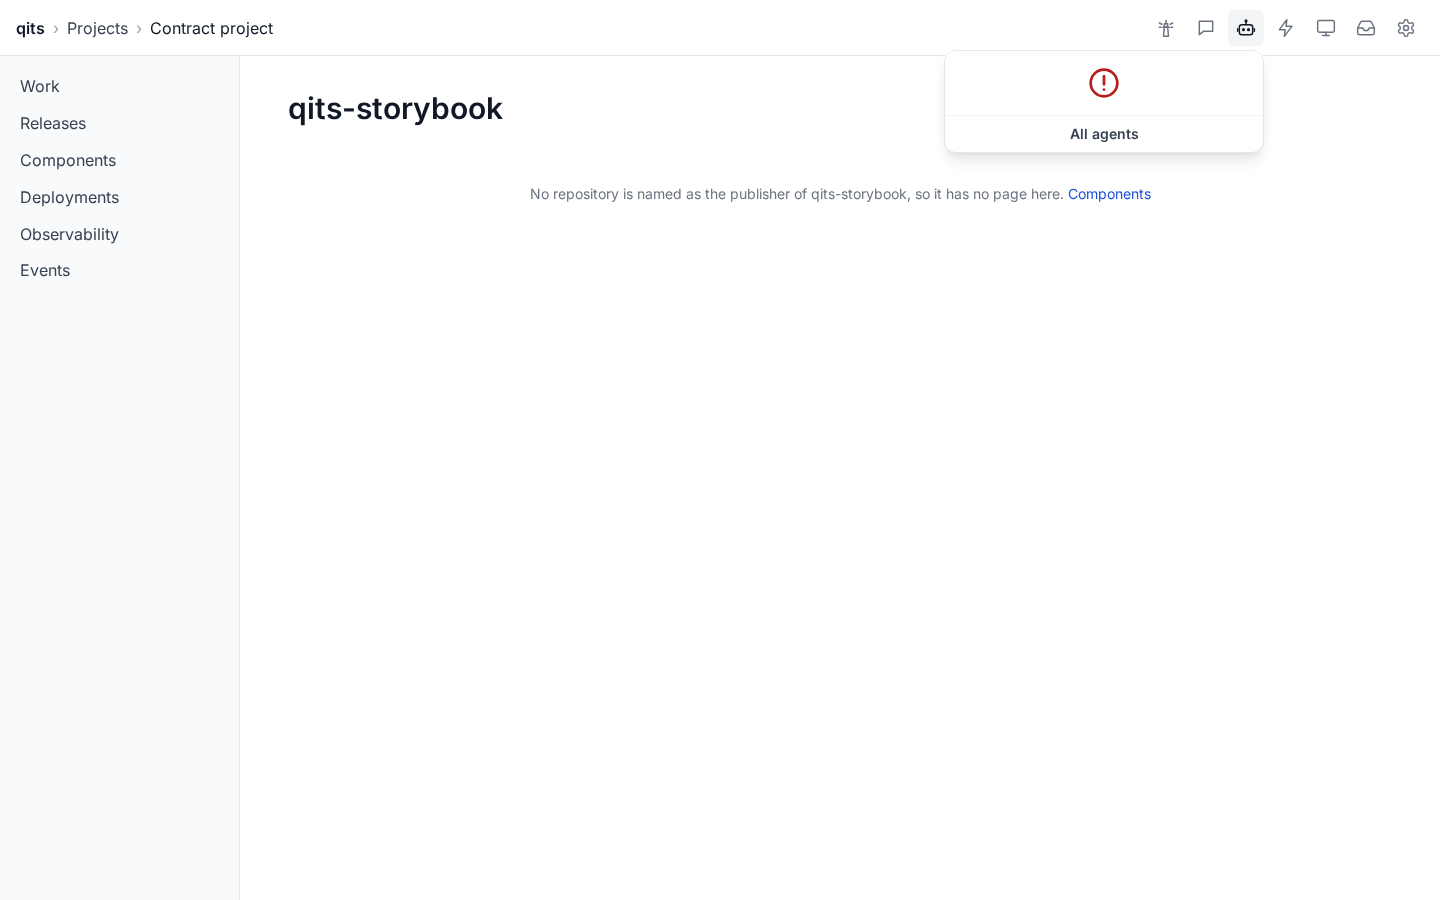 qits › Projects › Contract project
Work
Releases
Components
Deployments
Observability
Events
qits-storybook
All agents
No repository is named as the publisher of qits-storybook, so it has no page here. Components